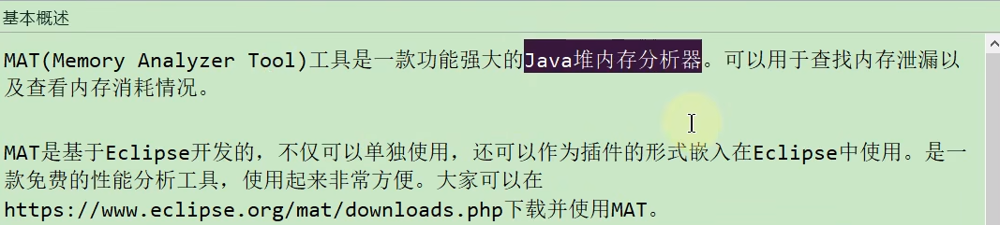 基本概述
MAT(Memory Analyzer Tool)工具是一款功能强大的Java堆内存分析器。可以用于查找内存泄漏以
及查看内存消耗情况。
MAT是基于Eclipse开发的，不仅可以单独使用，还可以作为插件的形式嵌入在Eclipse中使用。是一
款免费的性能分析工具，使用起来非常方便。大家可以在
https://www.eclipse.org/mat/downloads.php下载并使用MAT。